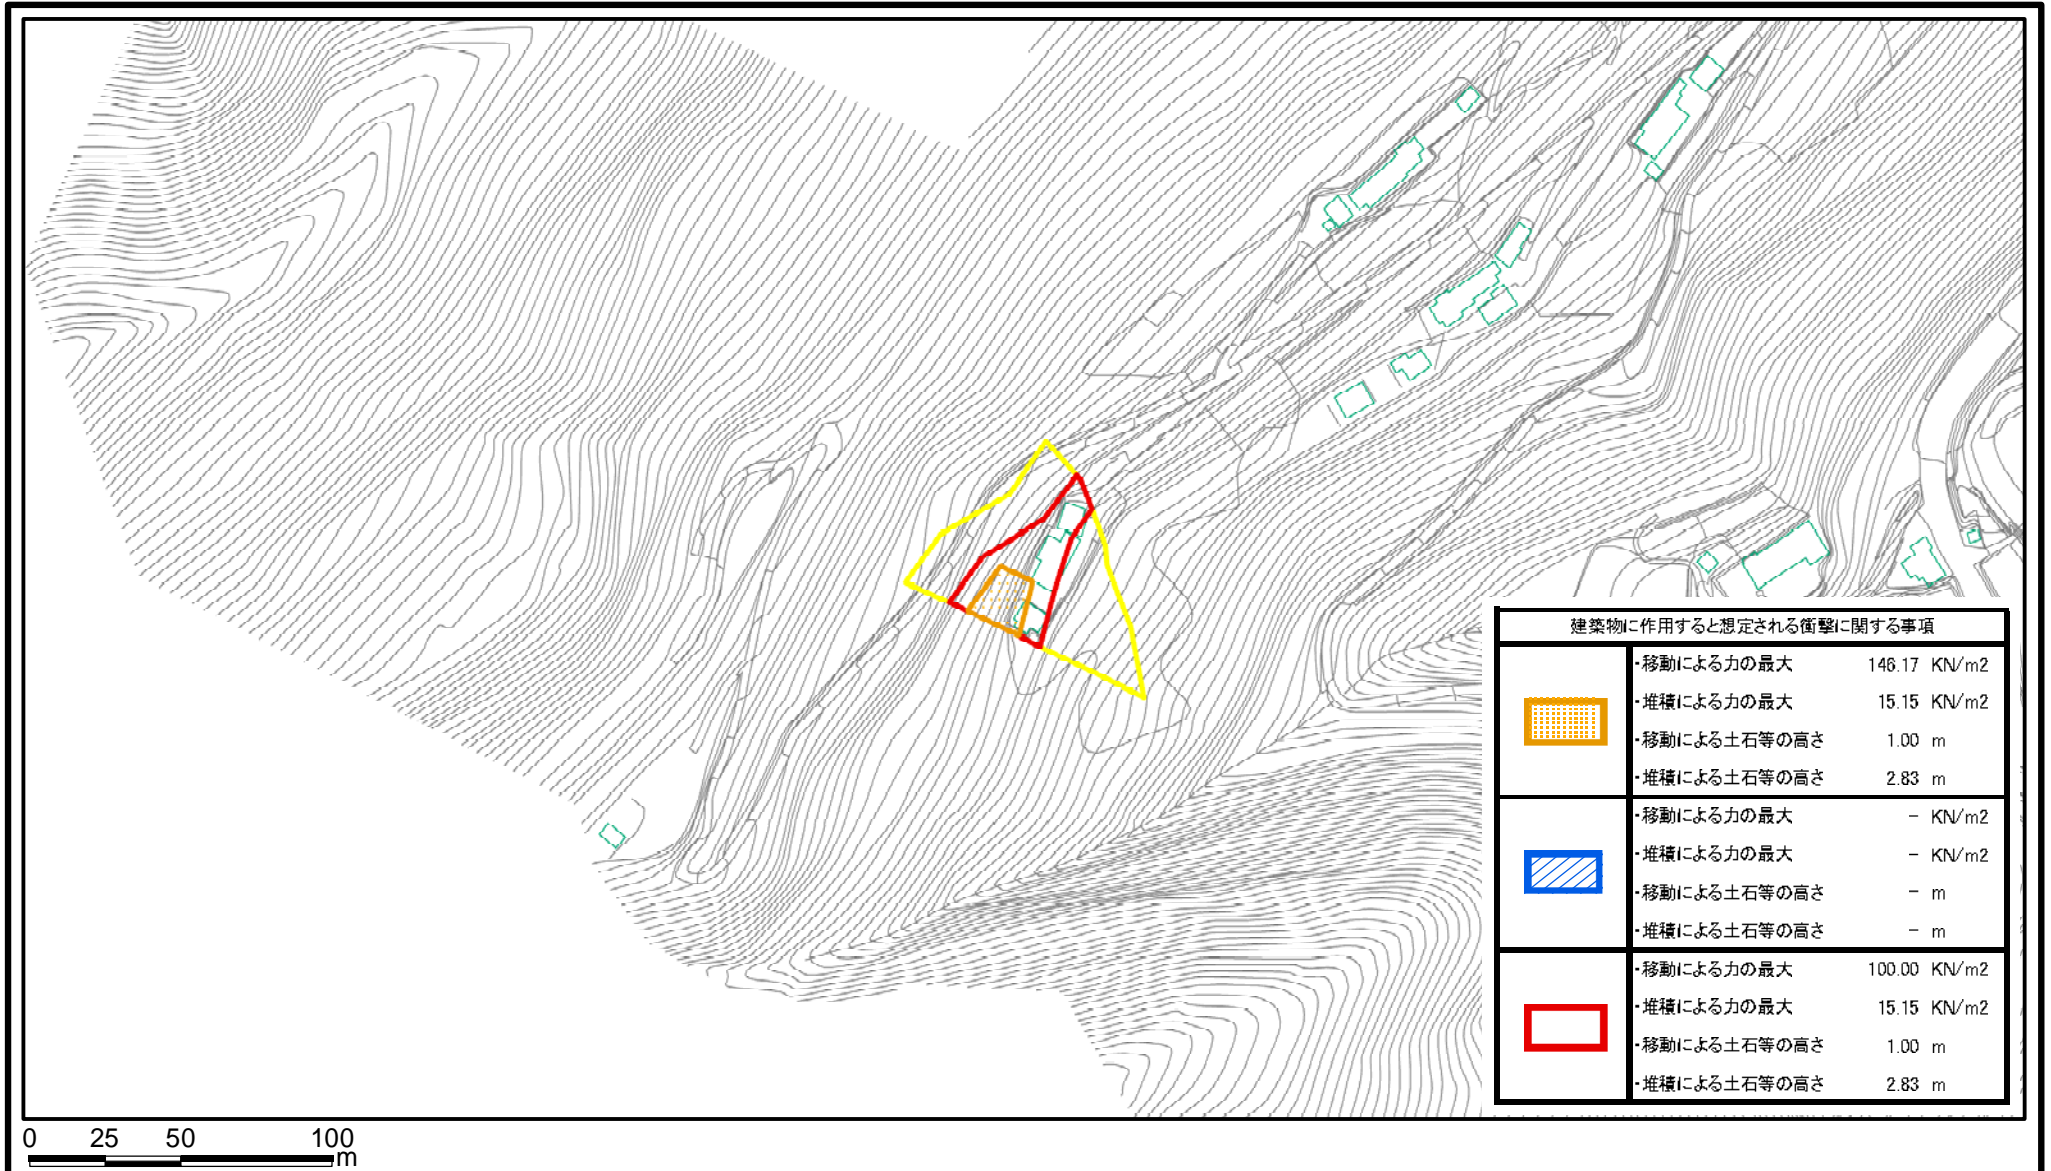 建築物に作用すると想定される衝撃に関する事項
・移動による力の最大 146.17 KN/m2
・堆積による力の最大 15.15 KN/m2
・移動による土石等の高さ 1.00 m
・堆積による土石等の高さ 2.83 m
・移動による力の最大 - KN/m2
・堆積による力の最大 - KN/m2
・移動による土石等の高さ - m
・堆積による土石等の高さ - m
・移動による力の最大 100.00 KN/m2
・堆積による力の最大 15.15 KN/m2
・移動による土石等の高さ 1.00 m
・堆積による土石等の高さ 2.83 m
0 25 50 100
m